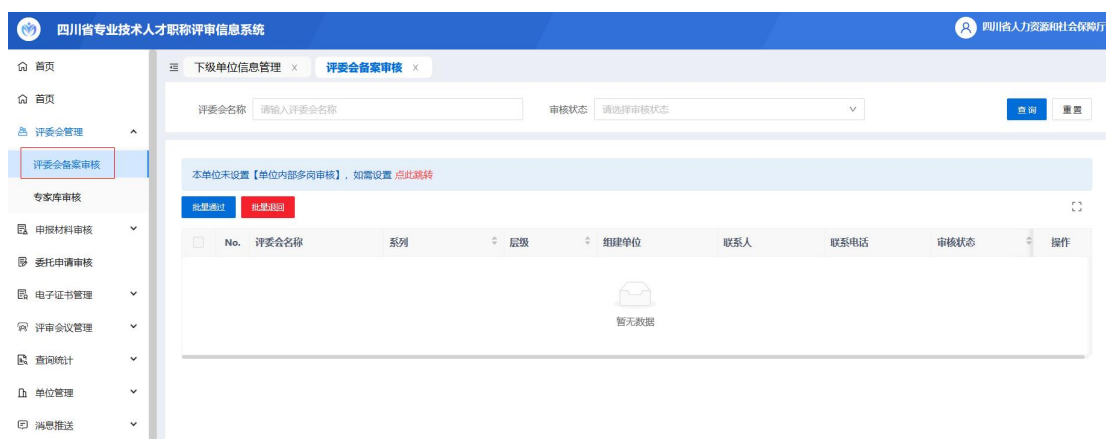 四川省专业技术人才职称评审信息系统
四川省人力资源和社会保障厅
首页
下级单位信息管理 x 评委会备案审核 x
首页
评委会名称 请输入评委会名称 审核状态 请选择审核状态 查询 重置
评委会管理
评委会备案审核
本单位未设置【单位内部多岗审核】，如需设置 点此跳转
专家库审核
批量通过 批量退回
申报材料审核
No. 评委会名称 系列 层级 组建单位 联系人 联系电话 审核状态 操作
委托申请审核
电子证书管理
暂无数据
评审会议管理
查询统计
单位管理
消息推送